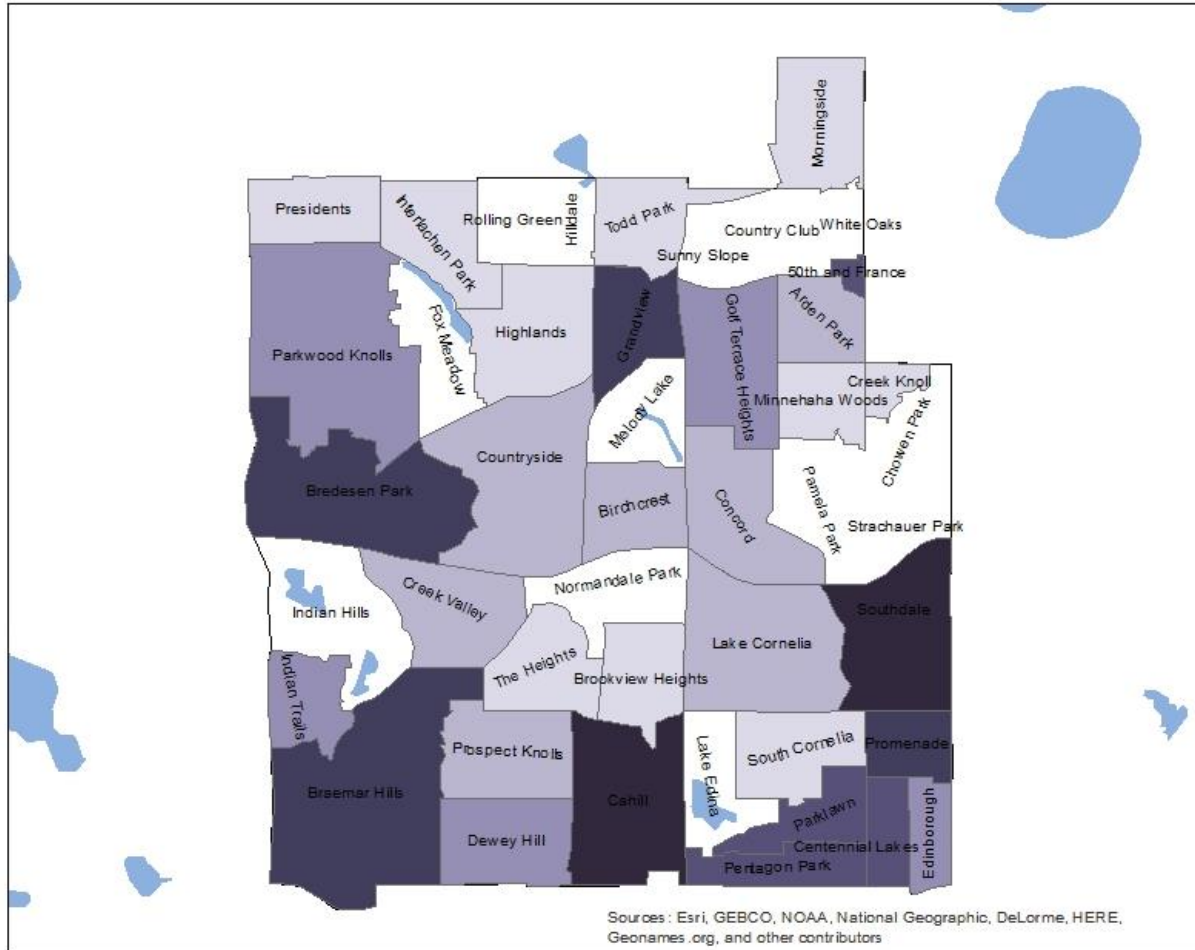 Morningside
Presidents
Interlachen Park
Rolling Green
Hilldale
Todd Park
Country Club
White Oaks
Sunny Slope
50th and France
Arden Park
Fox Meadow
Highlands
Grandview
Golf Terrace Heights
Parkwood Knolls
Melody Lake
Minnehaha Woods
Creek Knoll
Chowen Park
Countryside
Bredesen Park
Birchcrest
Concord
Pamela Park
Strachauer Park
Indian Hills
Creek Valley
Normandale Park
Southdale
Lake Cornelia
The Heights
Brookview Heights
Indian Trails
Prospect Knolls
Lake Edina
South Cornelia
Promenade
Braemar Hills
Cahill
Parklawn
Edinborough
Dewey Hill
Centennial Lakes
Pentagon Park
Sources: Esri, GEBCO, NOAA, National Geographic, DeLorme, HERE,
Geonames.org, and other contributors